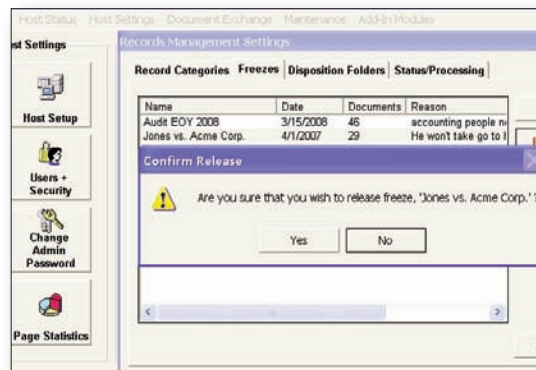 Host Status Host Settings Document Exchange Maintenance Add-In Modules
st Settings
Records Management Settings
Record Categories Freezes Disposition Folders Status/Processing
Name Date Documents Reason
Audit EOY 2008 3/15/2008 46 accounting people n
Jones vs. Acme Corp. 4/1/2007 29 He won't take go to
Host Setup
Confirm Release
Are you sure that you wish to release freeze, 'Jones vs. Acme Corp.' ?
Yes No
Users +
Security
Change
Admin
Password
Page Statistics